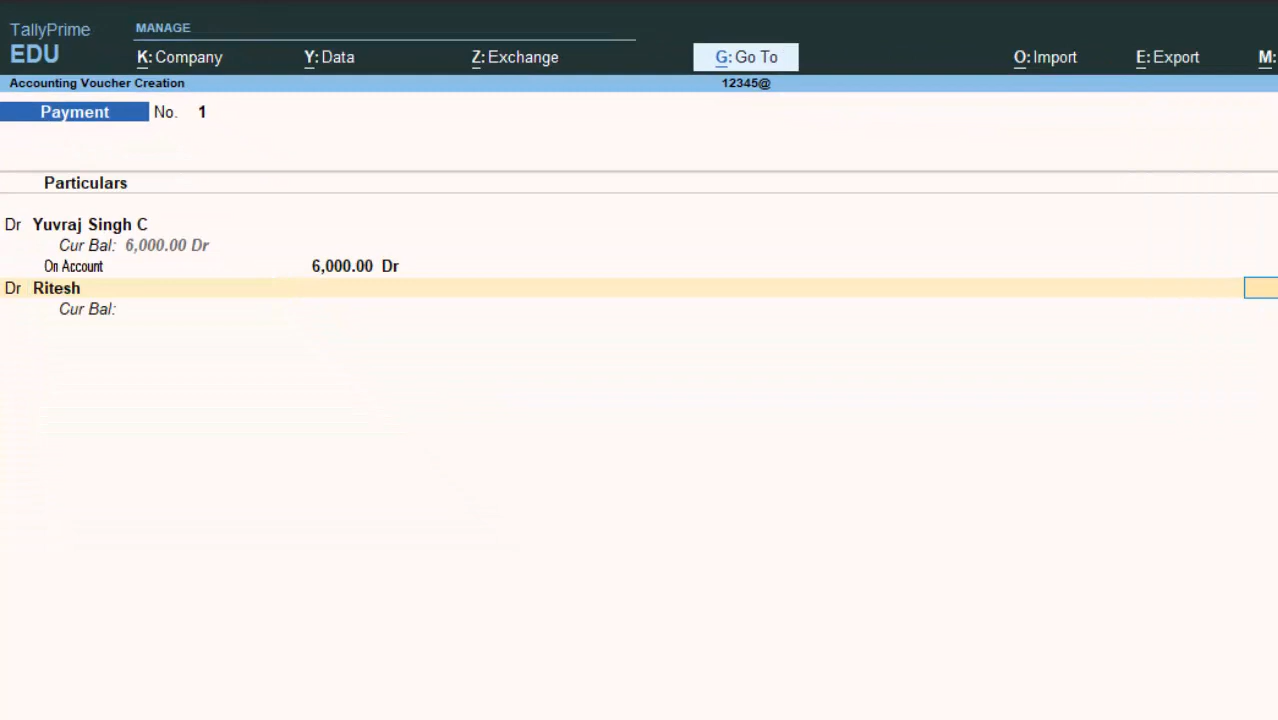 TallyPrime
EDU
MANAGE
K: Company Y: Data Z: Exchange G: Go To O: Import E: Export M:
Accounting Voucher Creation 12345@
Payment No. 1
Particulars
Dr Yuvraj Singh C
Cur Bal: 6,000.00 Dr
On Account 6,000.00 Dr
Dr Ritesh
Cur Bal: